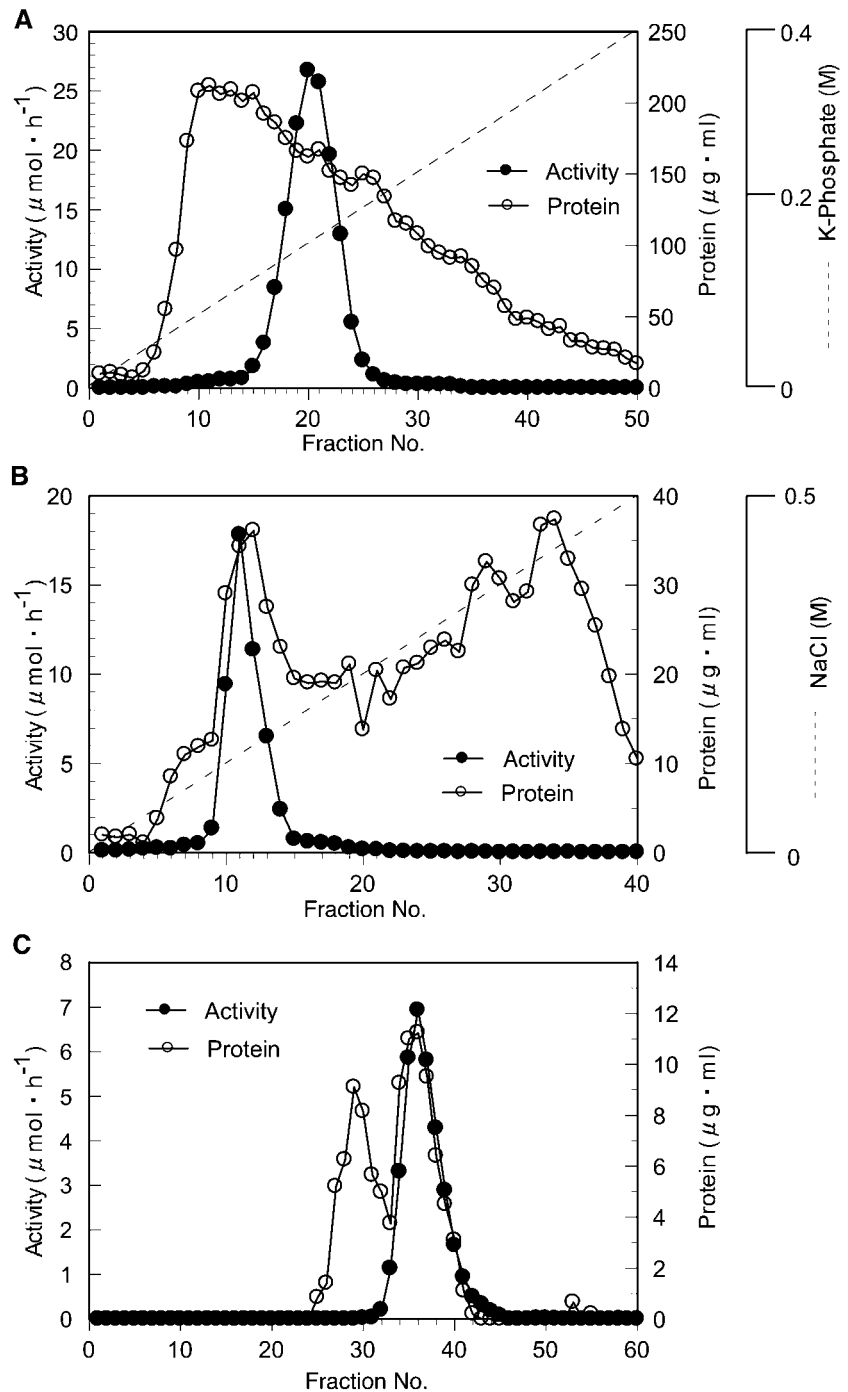 A
30
25
20
15
10
5
0
Activity ( μ mol · h⁻¹ )
Activity
Protein
250
200
150
100
50
0
Protein ( μ g · ml )
0.4
0.2
0
K-Phosphate (M)
0 10 20 30 40 50
Fraction No.
B
20
15
10
5
0
Activity ( μ mol · h⁻¹ )
Activity
Protein
40
30
20
10
0
Protein ( μ g · ml )
0.5
0
NaCl (M)
0 10 20 30 40
Fraction No.
C
8
7
6
5
4
3
2
1
0
Activity ( μ mol · h⁻¹ )
Activity
Protein
14
12
10
8
6
4
2
0
Protein ( μ g · ml )
0 10 20 30 40 50 60
Fraction No.